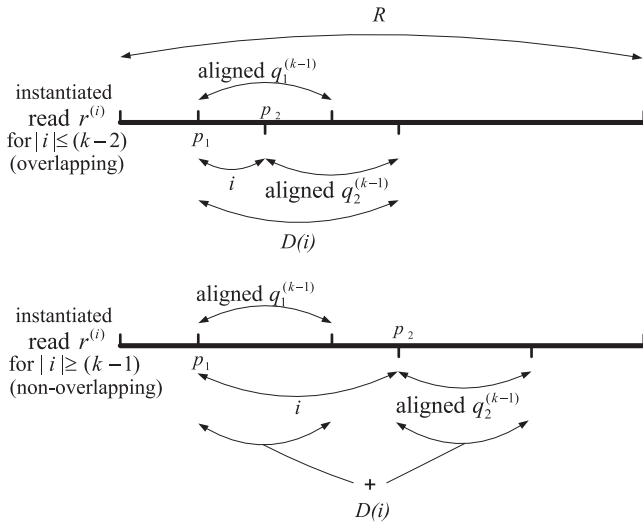 R
aligned q₁⁽ᵏ⁻¹⁾
instantiated
read r⁽ⁱ⁾
for |i| ≤ (k−2)
(overlapping)
p₁
p₂
i
aligned q₂⁽ᵏ⁻¹⁾
D(i)
aligned q₁⁽ᵏ⁻¹⁾
instantiated
read r⁽ⁱ⁾
for |i| ≥ (k−1)
(non-overlapping)
p₁
p₂
i
aligned q₂⁽ᵏ⁻¹⁾
+
D(i)